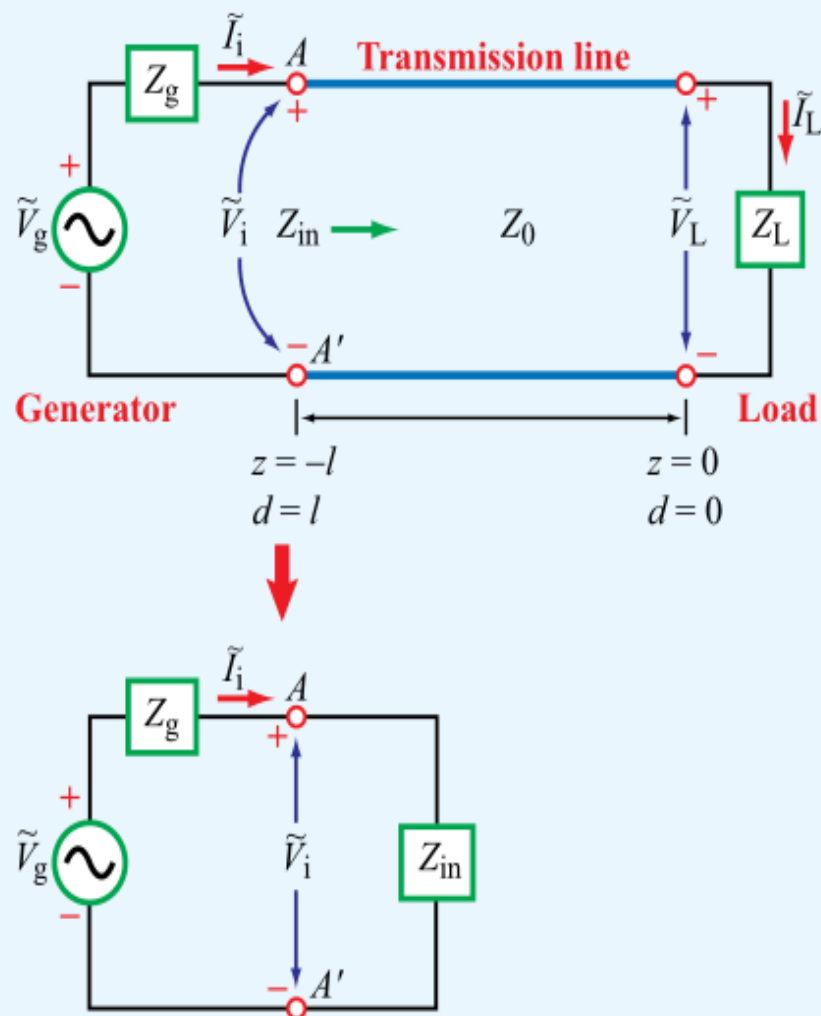 Ĩi
A
Transmission line
Zg
+
+
+
ĨL
Ṽg
Ṽi
Zin
Z0
ṼL
ZL
−
−
A'
−
Generator
Load
z = –l
z = 0
d = l
d = 0
Ĩi
A
Zg
+
+
Ṽg
Ṽi
Zin
−
−
A'